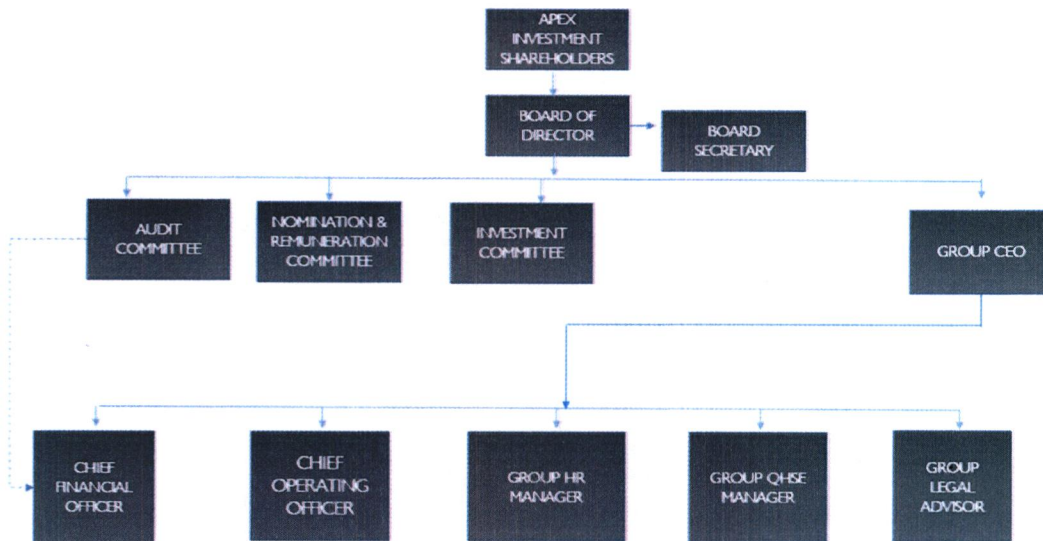 APEX
INVESTMENT
SHAREHOLDERS
BOARD OF
DIRECTOR
BOARD
SECRETARY
AUDIT
COMMITTEE
NOMINATION &
REMUNERATION
COMMITTEE
INVESTMENT
COMMITTEE
GROUP CEO
CHIEF
FINANCIAL
OFFICER
CHIEF
OPERATING
OFFICER
GROUP HR
MANAGER
GROUP QHSE
MANAGER
GROUP
LEGAL
ADVISOR